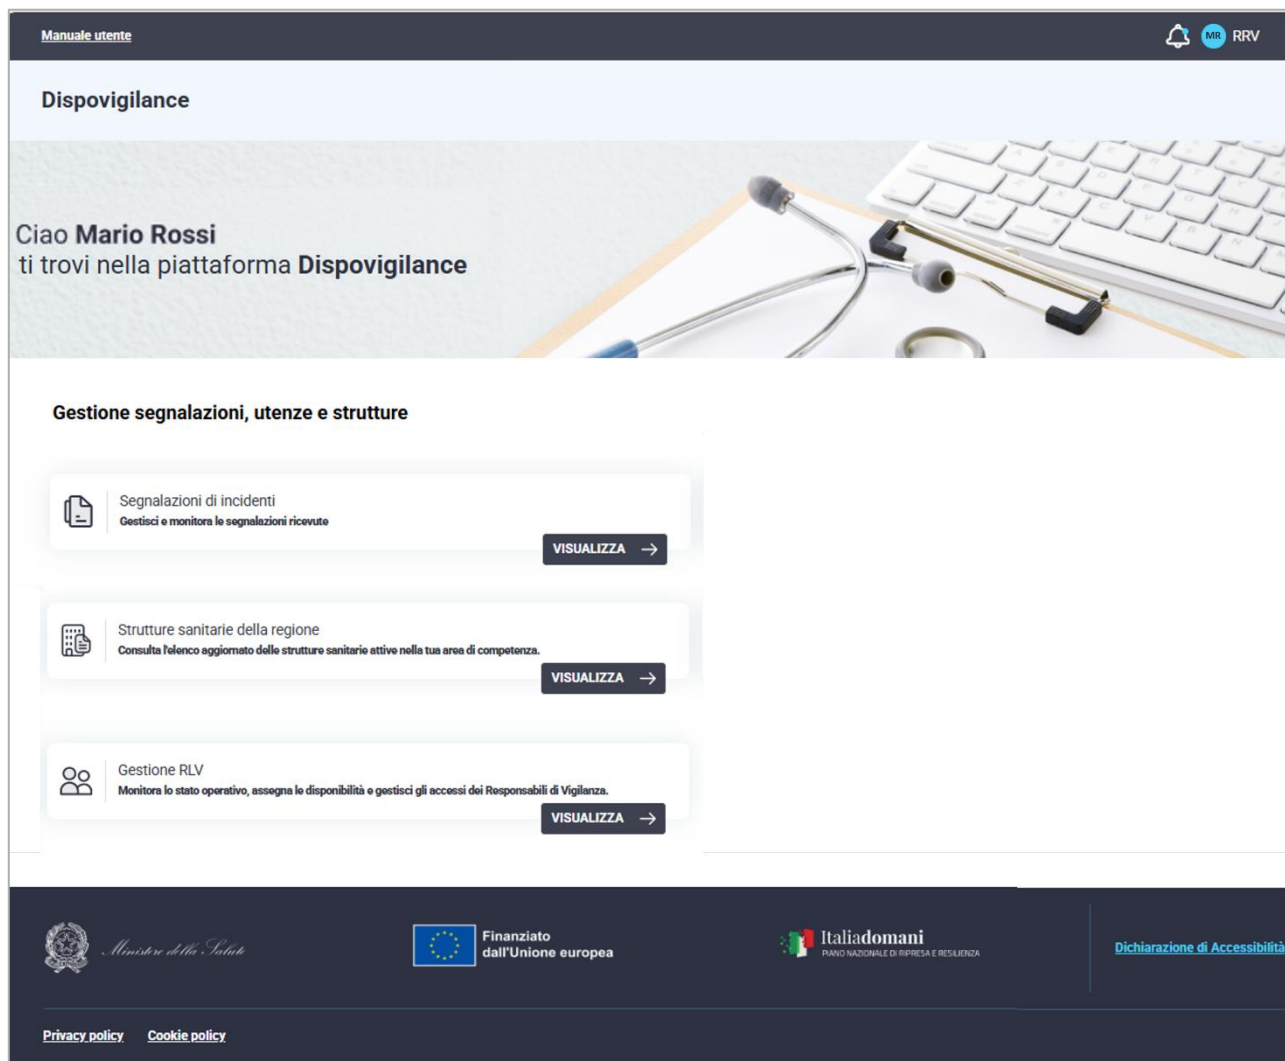 Manuale utente
MR RRV
Dispovigilance
Ciao Mario Rossi
ti trovi nella piattaforma Dispovigilance
Gestione segnalazioni, utenze e strutture
Segnalazioni di incidenti
Gestisci e monitora le segnalazioni ricevute
VISUALIZZA
Strutture sanitarie della regione
Consulta l'elenco aggiornato delle strutture sanitarie attive nella tua area di competenza.
VISUALIZZA
Gestione RLV
Monitora lo stato operativo, assegna le disponibilità e gestisci gli accessi dei Responsabili di Vigilanza.
VISUALIZZA
Ministero della Salute
Finanziato
dall'Unione europea
Italiadomani
PIANO NAZIONALE DI RIPRESA E RESILIENZA
Dichiarazione di Accessibilità
Privacy policy Cookie policy